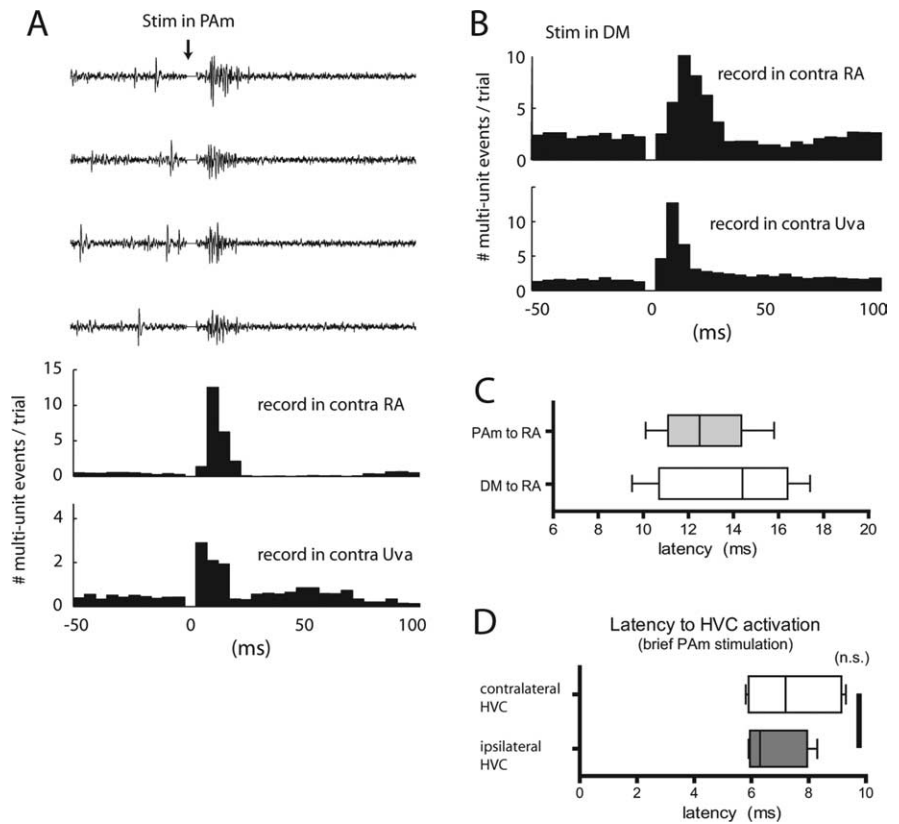 A
Stim in PAm
15
10
5
0
record in contra RA
4
2
0
record in contra Uva
# multi-unit events / trial
-50
0
50
100
(ms)
B
Stim in DM
10
5
0
record in contra RA
10
5
0
record in contra Uva
# multi-unit events / trial
-50
0
50
100
(ms)
C
PAm to RA
DM to RA
6 8 10 12 14 16 18 20
latency (ms)
D
Latency to HVC activation
(brief PAm stimulation)
(n.s.)
contralateral
HVC
ipsilateral
HVC
0 2 4 6 8 10
latency (ms)